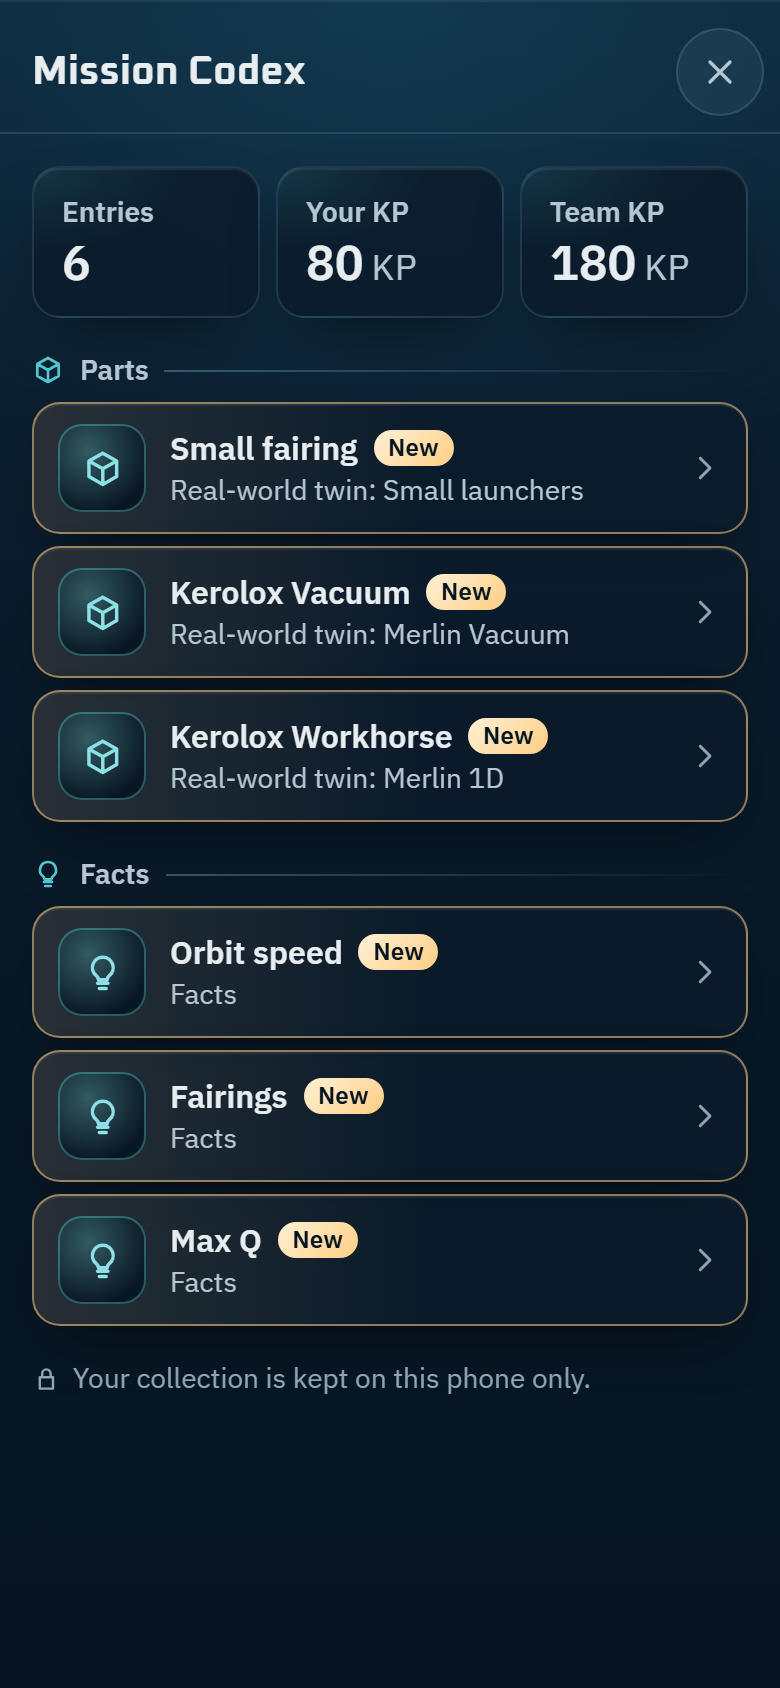 Mission Codex
Entries
6
Your KP
80 KP
Team KP
180 KP
Parts
Small fairing New
Real-world twin: Small launchers
Kerolox Vacuum New
Real-world twin: Merlin Vacuum
Kerolox Workhorse New
Real-world twin: Merlin 1D
Facts
Orbit speed New
Facts
Fairings New
Facts
Max Q New
Facts
Your collection is kept on this phone only.